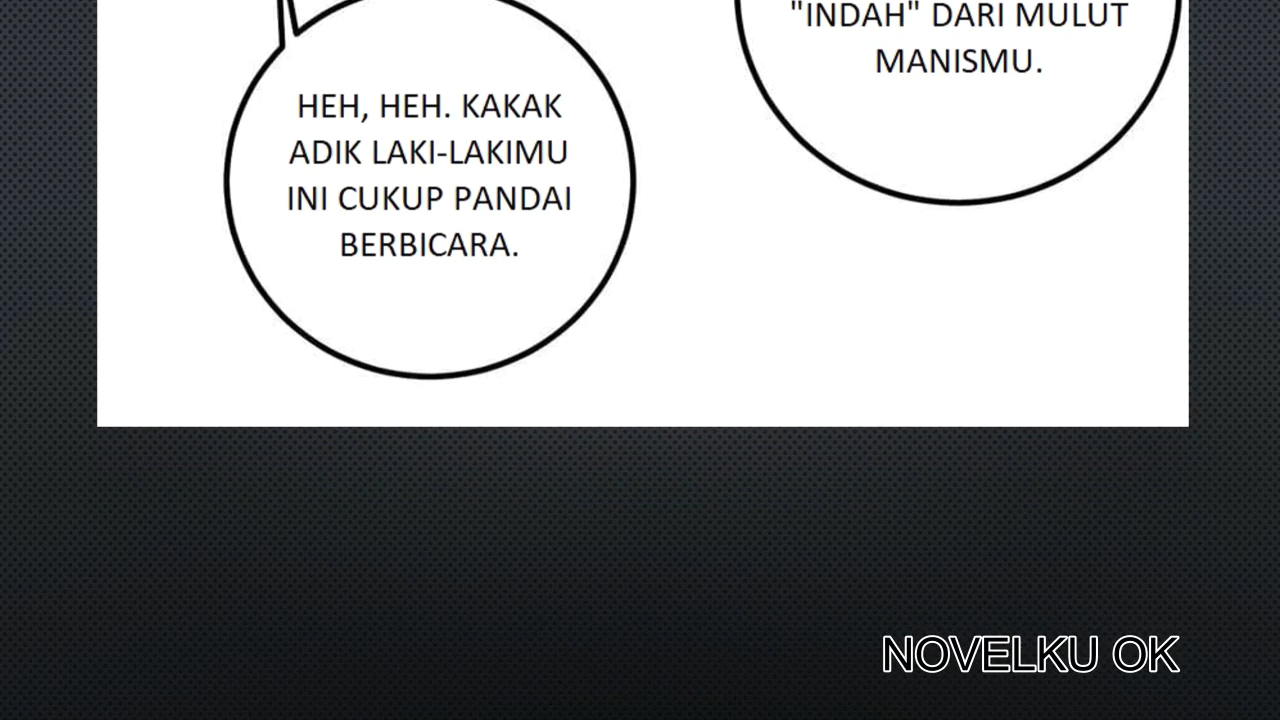 "INDAH" DARI MULUT
MANISMU.
HEH, HEH. KAKAK
ADIK LAKI-LAKIMU
INI CUKUP PANDAI
BERBICARA.
NOVELKU OK